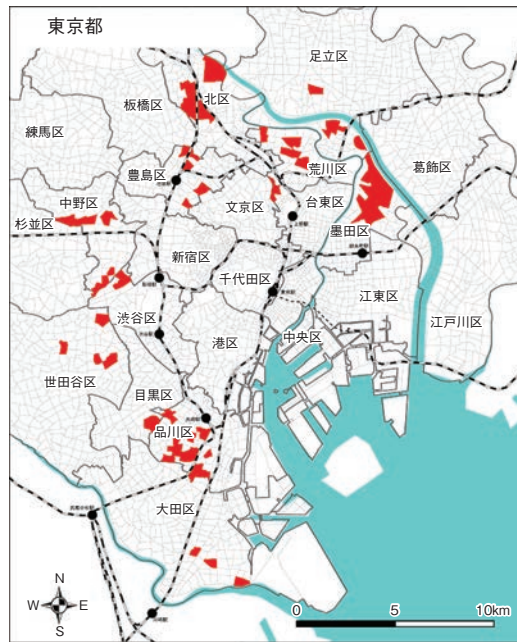 東京都
足立区
板橋区
北区
練馬区
葛飾区
荒川区
豊島区
文京区
台東区
中野区
杉並区
墨田区
新宿区
千代田区
江東区
江戸川区
渋谷区
港区
中央区
世田谷区
目黒区
品川区
大田区
N
W E
S
0 5 10km